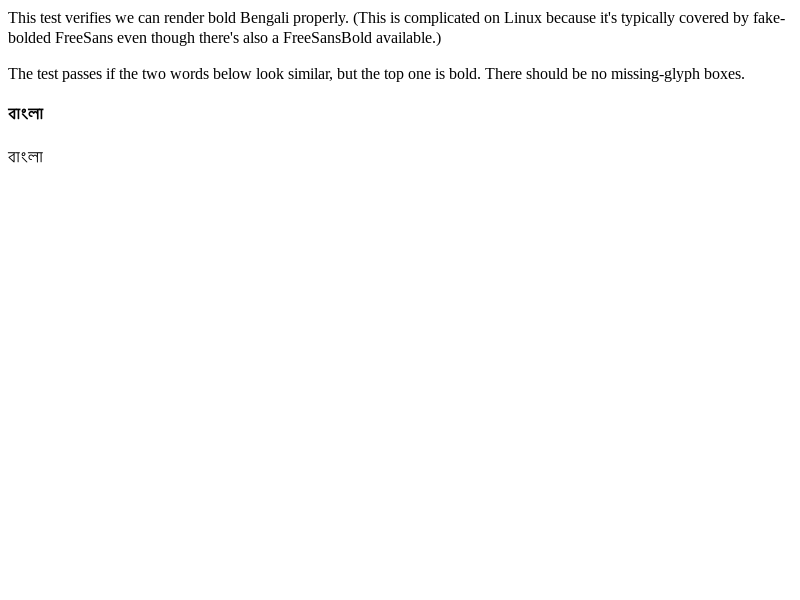 This test verifies we can render bold Bengali properly. (This is complicated on Linux because it's typically covered by fake-
bolded FreeSans even though there's also a FreeSansBold available.)
The test passes if the two words below look similar, but the top one is bold. There should be no missing-glyph boxes.
বাংলা
বাংলা